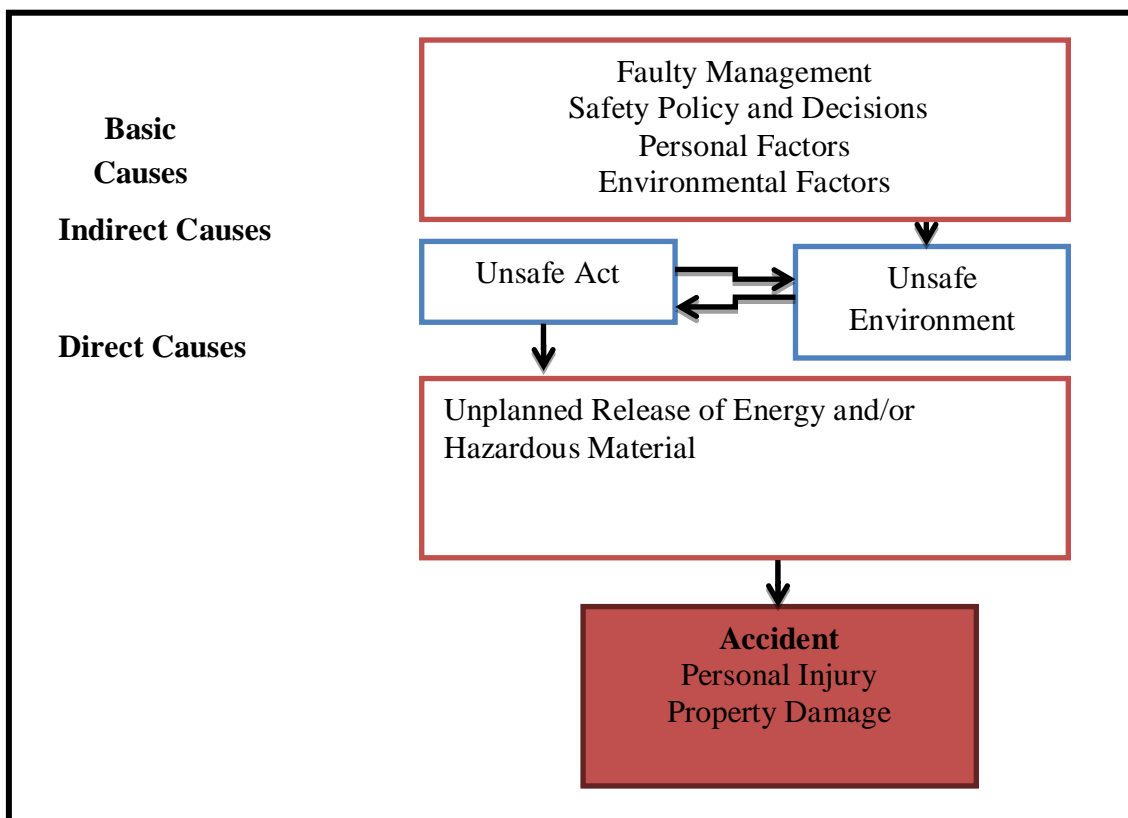 Faulty Management
Safety Policy and Decisions
Personal Factors
Environmental Factors
Basic
Causes
Indirect Causes
Unsafe Act
Unsafe
Environment
Direct Causes
Unplanned Release of Energy and/or
Hazardous Material
Accident
Personal Injury
Property Damage